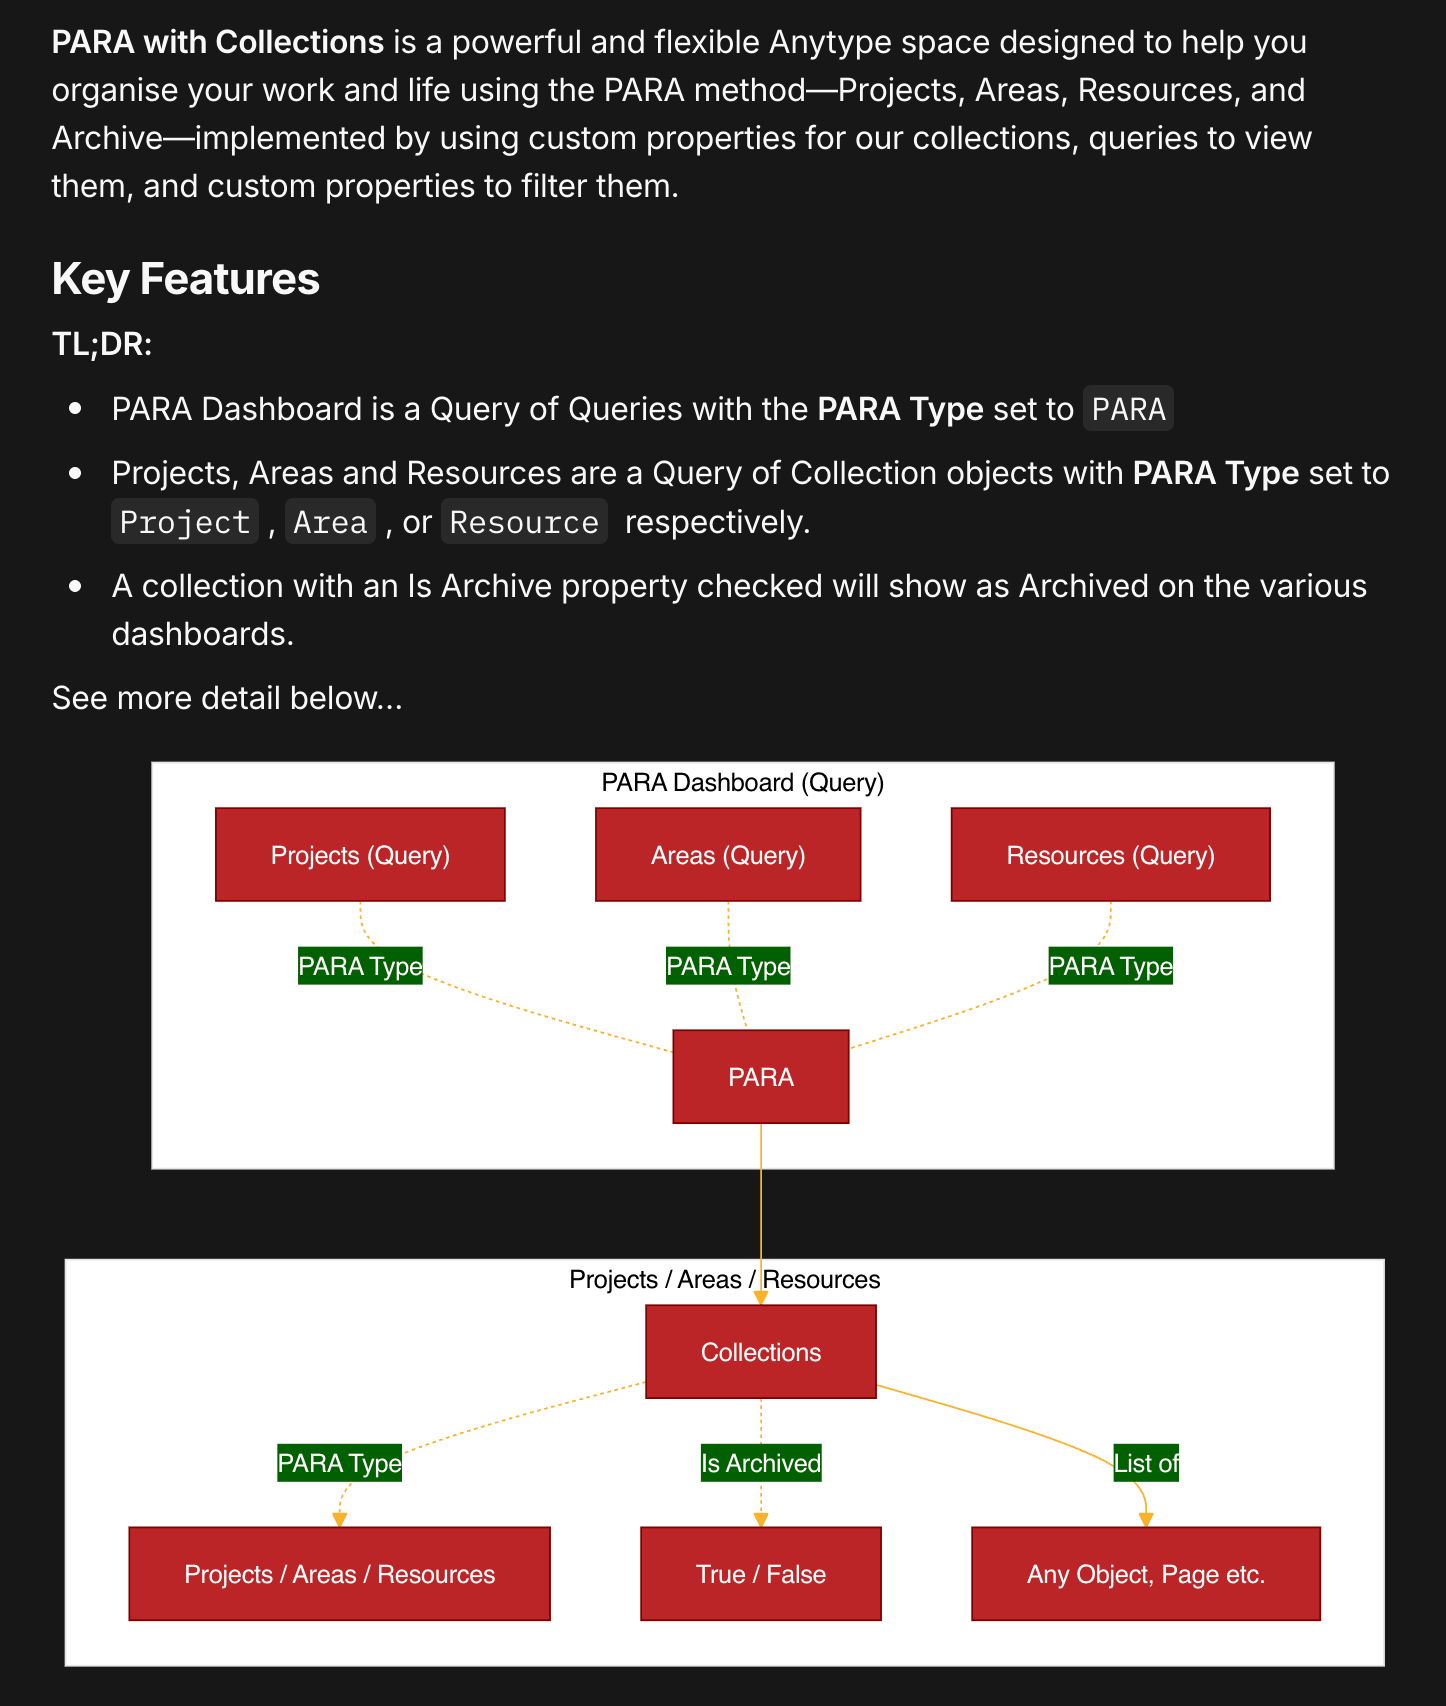 PARA with Collections is a powerful and flexible Anytype space designed to help you
organise your work and life using the PARA method—Projects, Areas, Resources, and
Archive—implemented by using custom properties for our collections, queries to view
them, and custom properties to filter them.
Key Features
TL;DR:
• PARA Dashboard is a Query of Queries with the PARA Type set to PARA
• Projects, Areas and Resources are a Query of Collection objects with PARA Type set to
Project , Area , or Resource respectively.
• A collection with an Is Archive property checked will show as Archived on the various
dashboards.
See more detail below...
PARA Dashboard (Query)
Projects (Query)
Areas (Query)
Resources (Query)
PARA Type
PARA Type
PARA Type
PARA
Projects / Areas / Resources
Collections
PARA Type
Is Archived
List of
Projects / Areas / Resources
True / False
Any Object, Page etc.